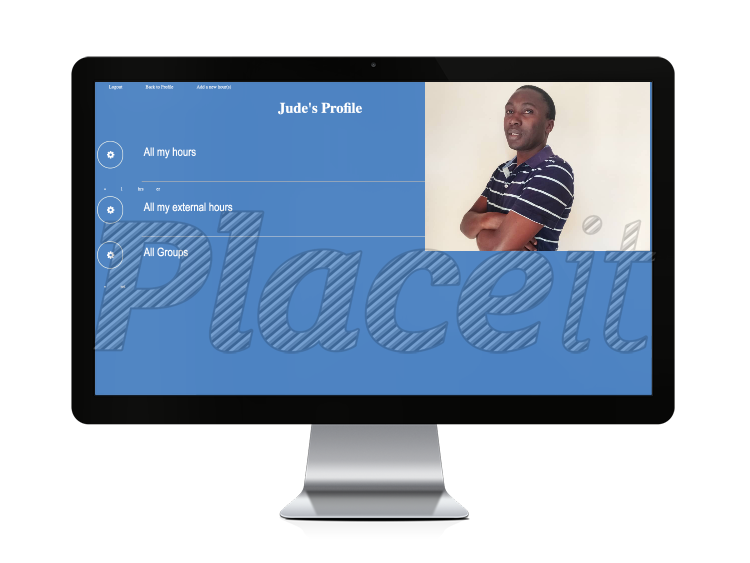 Logout Back to Profile Add a new hour(s)
Jude's Profile
All my hours
All my external hours
All Groups
Placeit